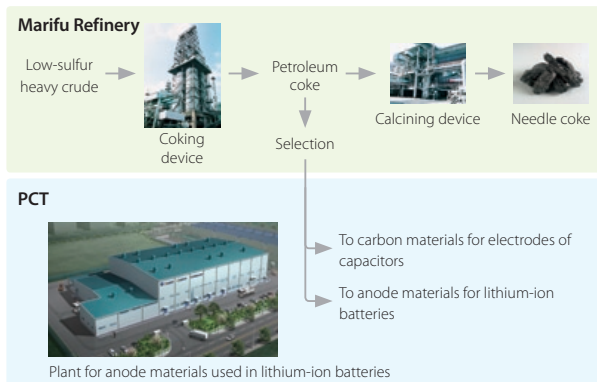 Marifu Refinery
Low-sulfur
heavy crude
Coking
device
Petroleum
coke
Calcining device
Needle coke
Selection
PCT
To carbon materials for electrodes of
capacitors
To anode materials for lithium-ion
batteries
Plant for anode materials used in lithium-ion batteries